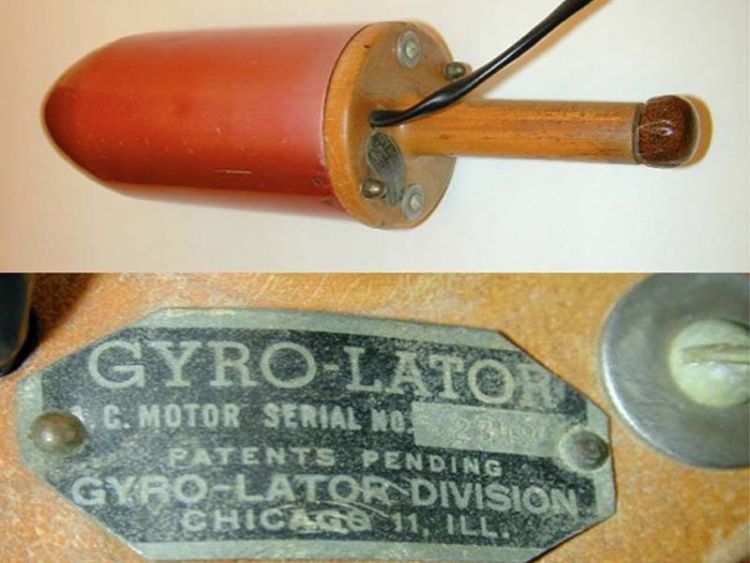 GYRO-LATOR
C. MOTOR SERIAL NO.
PATENTS PENDING
GYRO-LATOR DIVISION
CHICAGO 11, ILL.